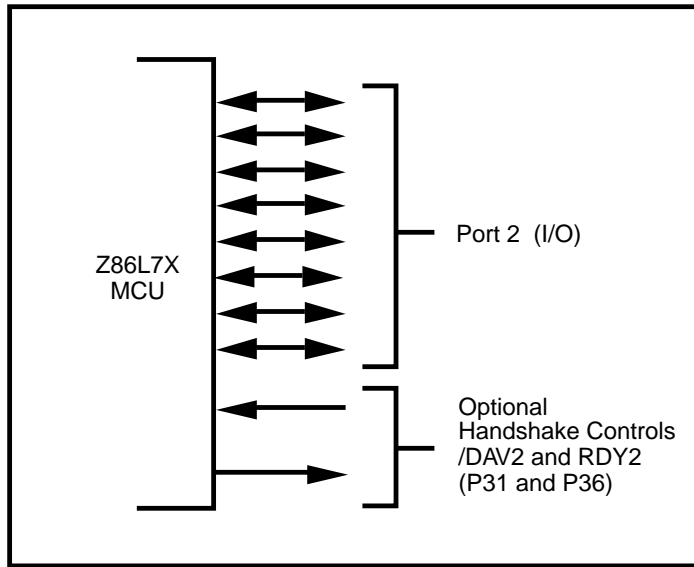 Z86L7X
MCU
Port 2 (I/O)
Optional
Handshake Controls
/DAV2 and RDY2
(P31 and P36)